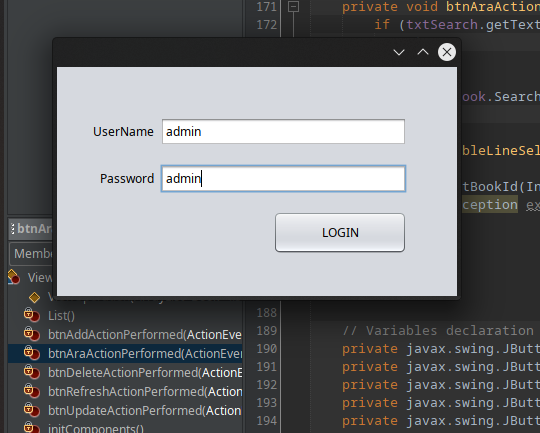 171 private void btnAraAction
172 if (txtSearch.getText
UserName admin
Password admin
LOGIN
ook.Search
bleLineSel
tBookId(In
ception ex
btnAra
Membe
View
List()
btnAddActionPerformed(ActionEve
btnAraActionPerformed(ActionEve
btnDeleteActionPerformed(ActionE
btnRefreshActionPerformed(Action
btnUpdateActionPerformed(Action
initComponents()
188
189 // Variables declaration
190 private javax.swing.JButt
191 private javax.swing.JButt
192 private javax.swing.JButt
193 private javax.swing.JButt
194 private javax.swing.JButt